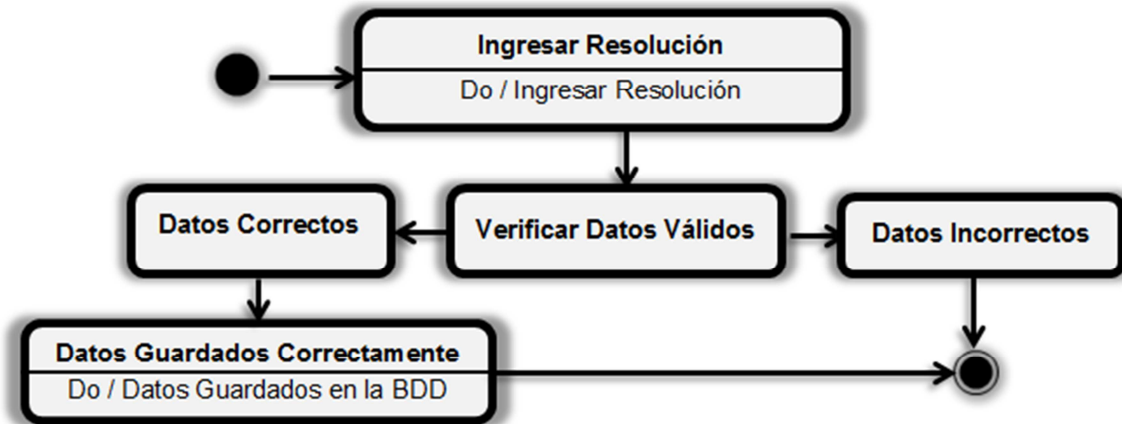 Ingresar Resolución
Do / Ingresar Resolución
Datos Correctos
Verificar Datos Válidos
Datos Incorrectos
Datos Guardados Correctamente
Do / Datos Guardados en la BDD